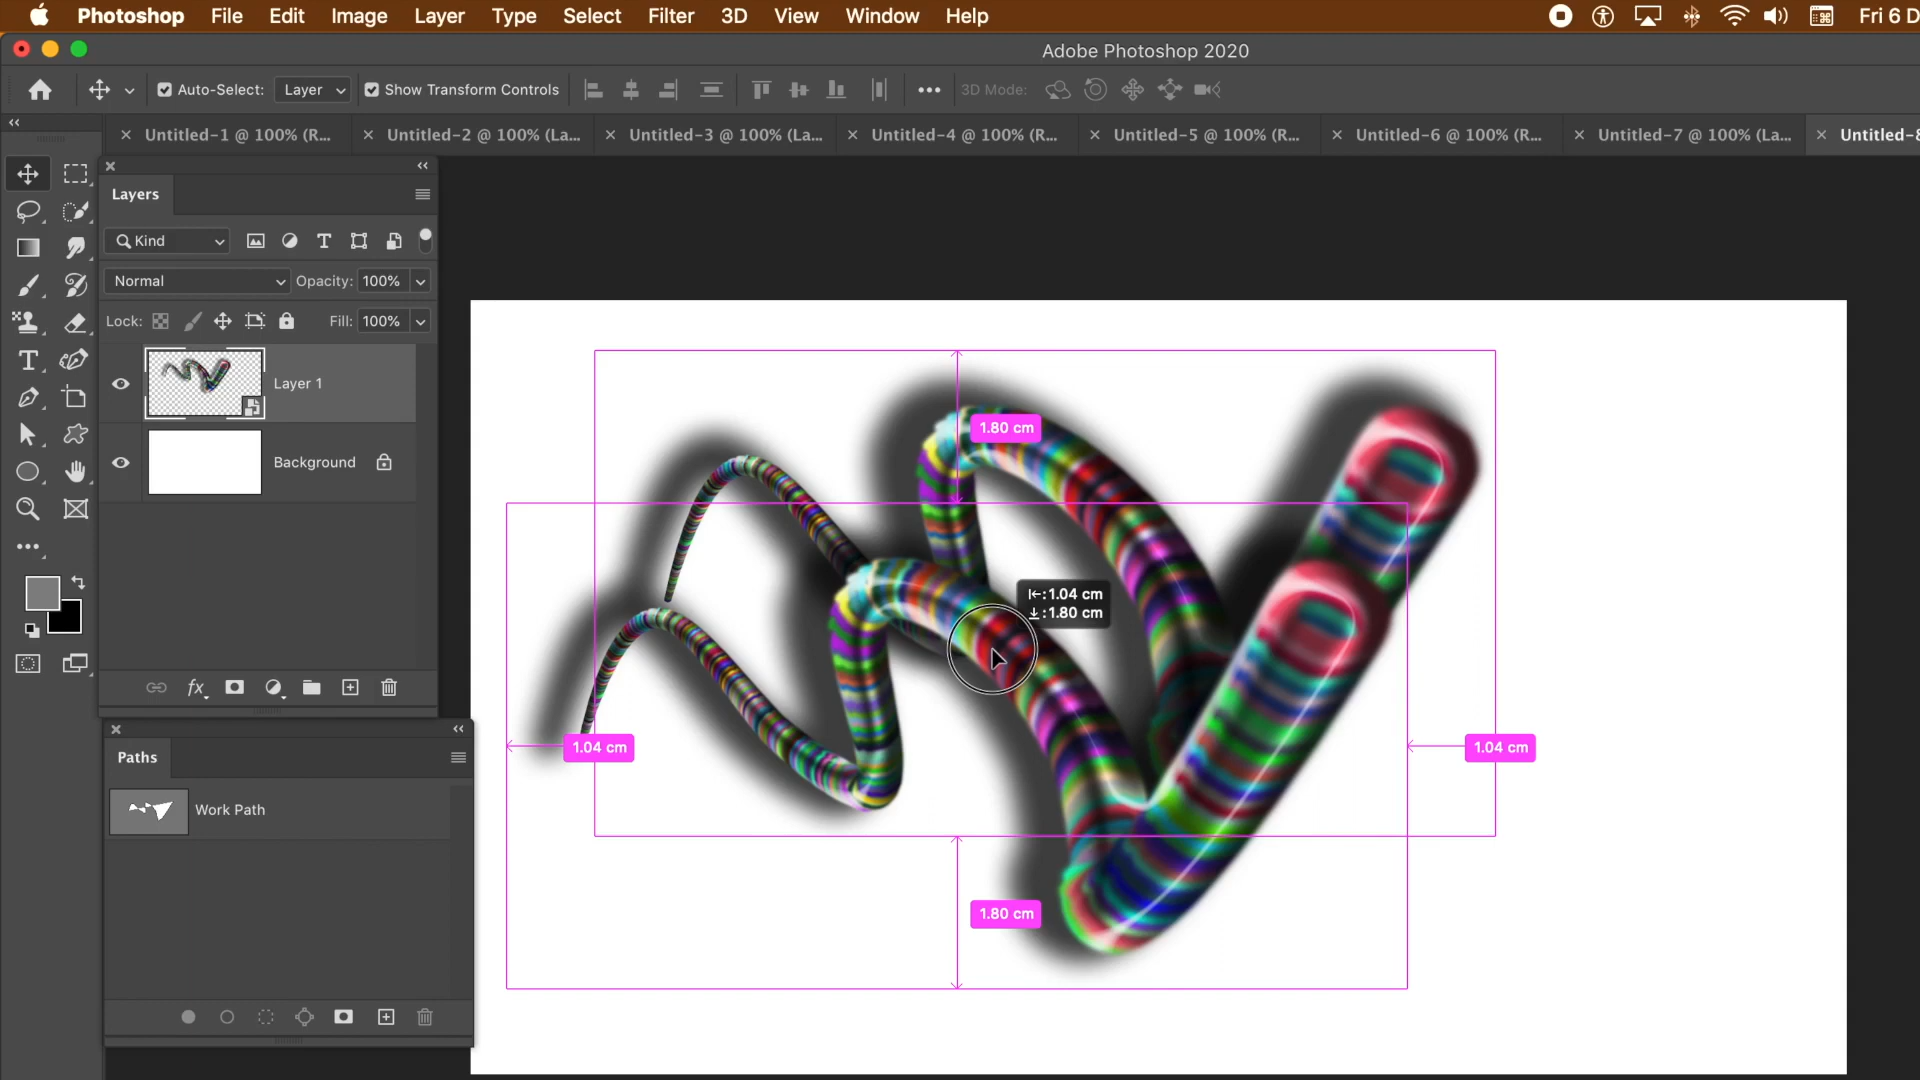 Photoshop File Edit Image Layer Type Select Filter 3D View Window Help Fri 6 D
Adobe Photoshop 2020
Auto-Select: Layer Show Transform Controls 3D Mode:
Untitled-1 @ 100% (R... Untitled-2 @ 100% (La... Untitled-3 @ 100% (La... Untitled-4 @ 100% (R... Untitled-5 @ 100% (R... Untitled-6 @ 100% (R... Untitled-7 @ 100% (La... Untitled-8
Layers
Kind
Normal Opacity: 100%
Lock: Fill: 100%
Layer 1
Background
fx
Paths
Work Path
1.80 cm
:1.04 cm
:1.80 cm
1.04 cm
1.04 cm
1.80 cm